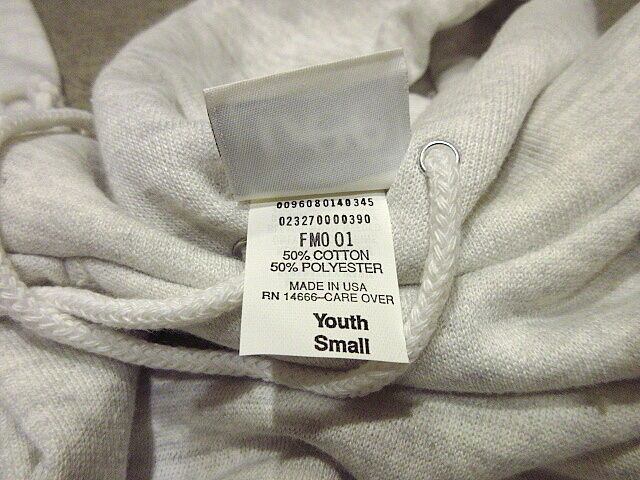 0096080140345
023270000390
FM0 01
50% COTTON
50% POLYESTER
MADE IN USA
RN 14666–CARE OVER
Youth
Small